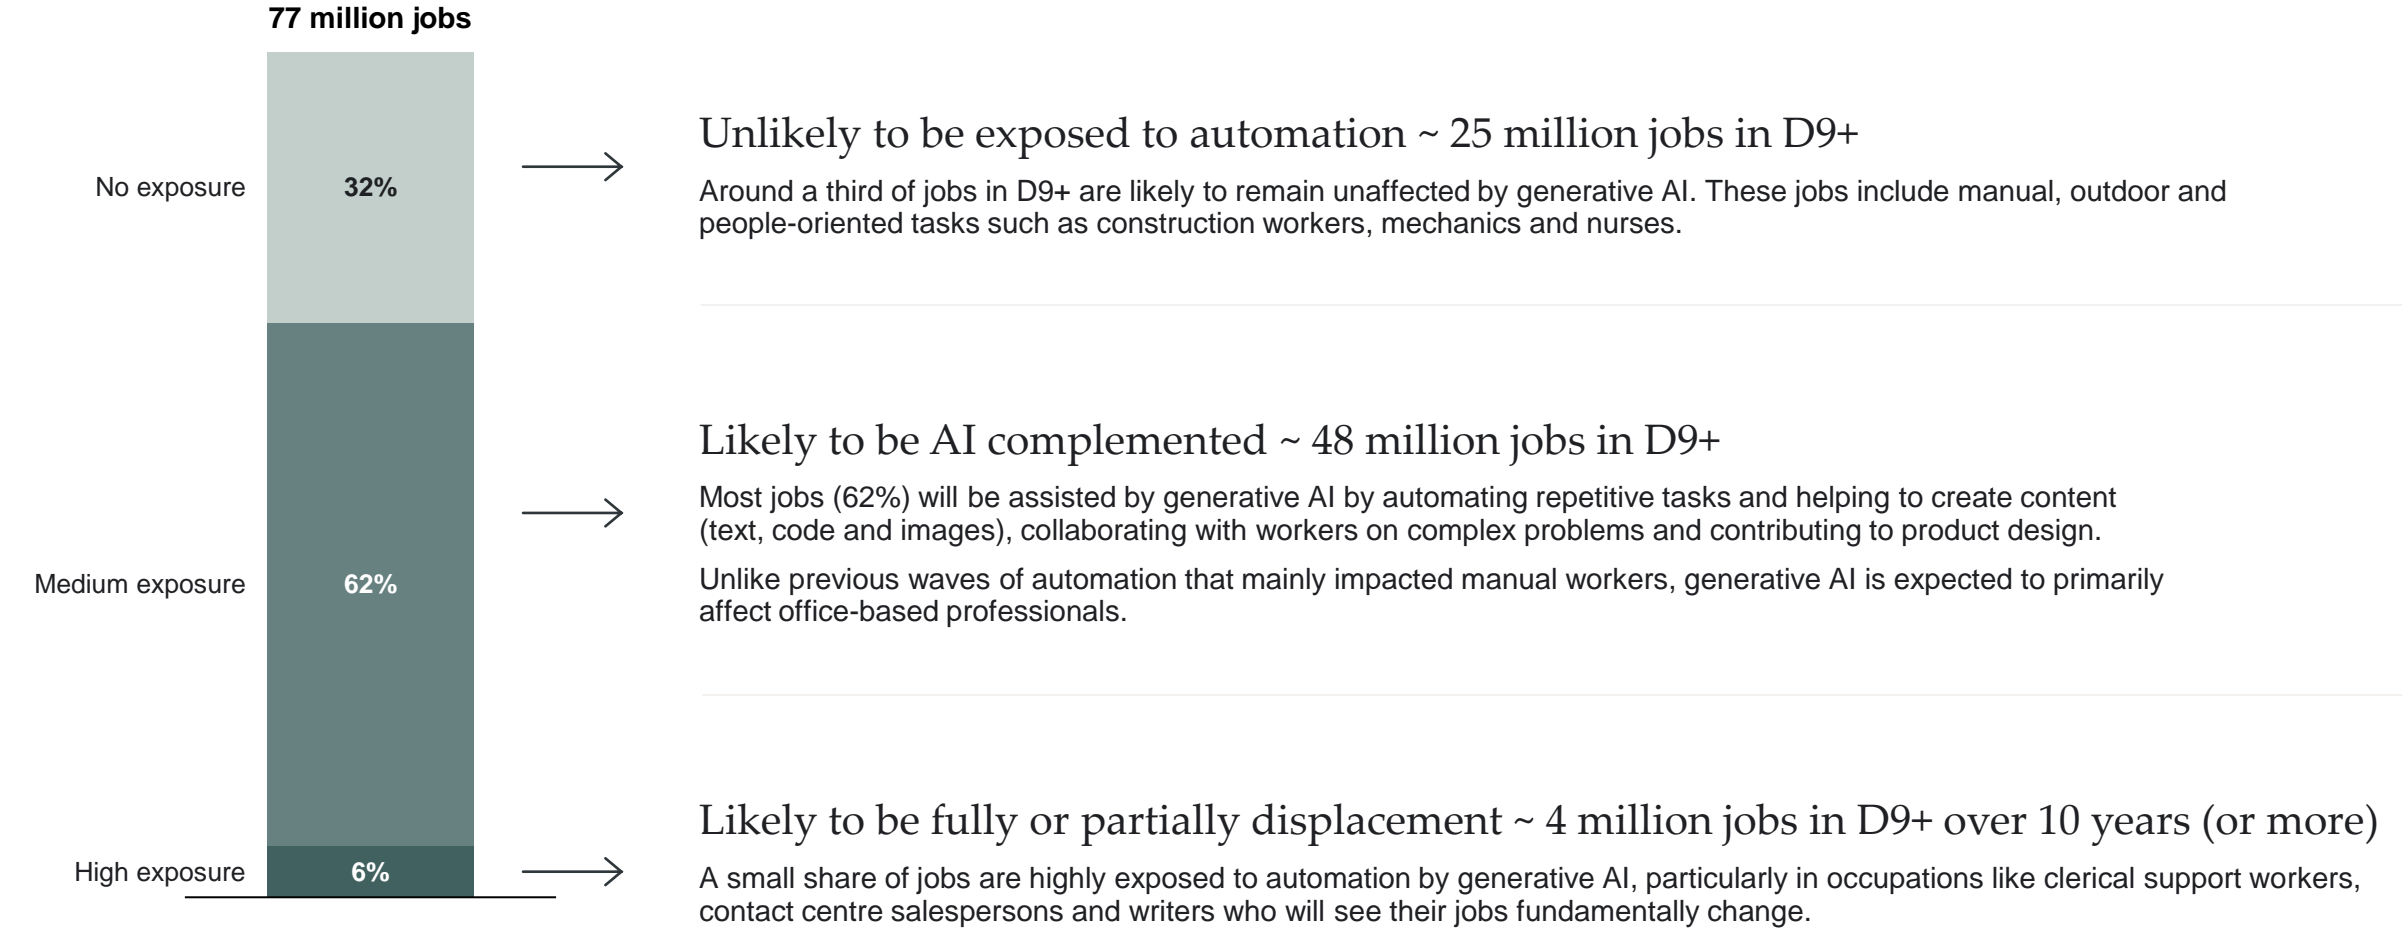 77 million jobs
No exposure
32%
Unlikely to be exposed to automation ~ 25 million jobs in D9+
Around a third of jobs in D9+ are likely to remain unaffected by generative AI. These jobs include manual, outdoor and
people-oriented tasks such as construction workers, mechanics and nurses.
Medium exposure
62%
Likely to be AI complemented ~ 48 million jobs in D9+
Most jobs (62%) will be assisted by generative AI by automating repetitive tasks and helping to create content
(text, code and images), collaborating with workers on complex problems and contributing to product design.
Unlike previous waves of automation that mainly impacted manual workers, generative AI is expected to primarily
affect office-based professionals.
High exposure
6%
Likely to be fully or partially displacement ~ 4 million jobs in D9+ over 10 years (or more)
A small share of jobs are highly exposed to automation by generative AI, particularly in occupations like clerical support workers,
contact centre salespersons and writers who will see their jobs fundamentally change.